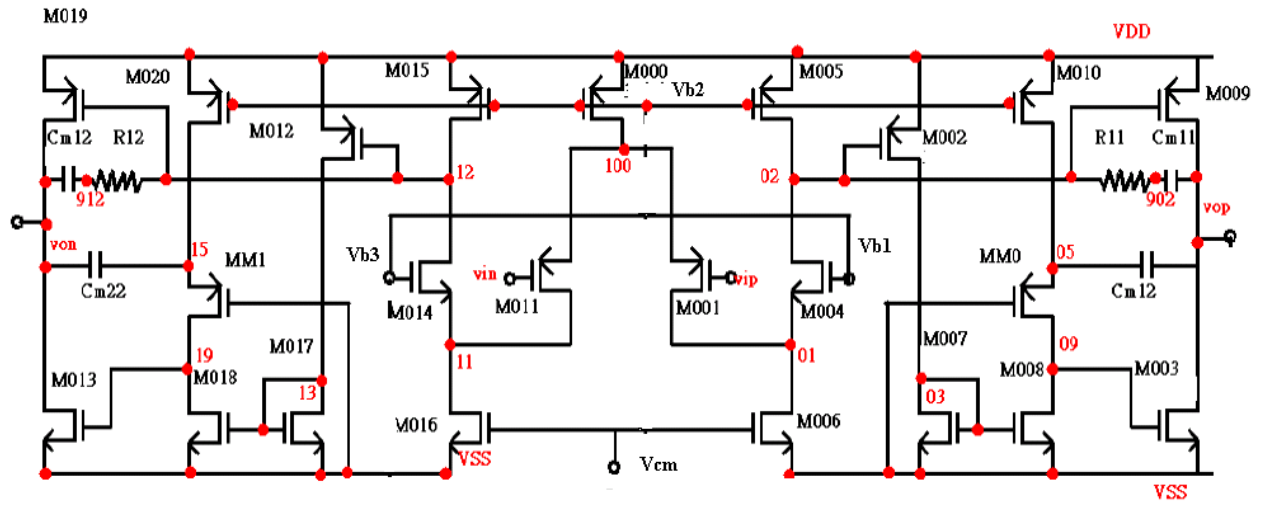 M019
VDD
M020
M015
M000
Vb2
M005
M010
M009
Cm12
R12
M012
M002
R11
Cm11
912
12
100
02
902
von
vop
15
Vb3
Vb1
MM1
vin
vip
MM0
05
Cm22
M014
M011
M001
M004
Cm12
19
M017
11
01
M007
09
M013
M018
13
03
M008
M003
M016
M006
VSS
Vcm
VSS